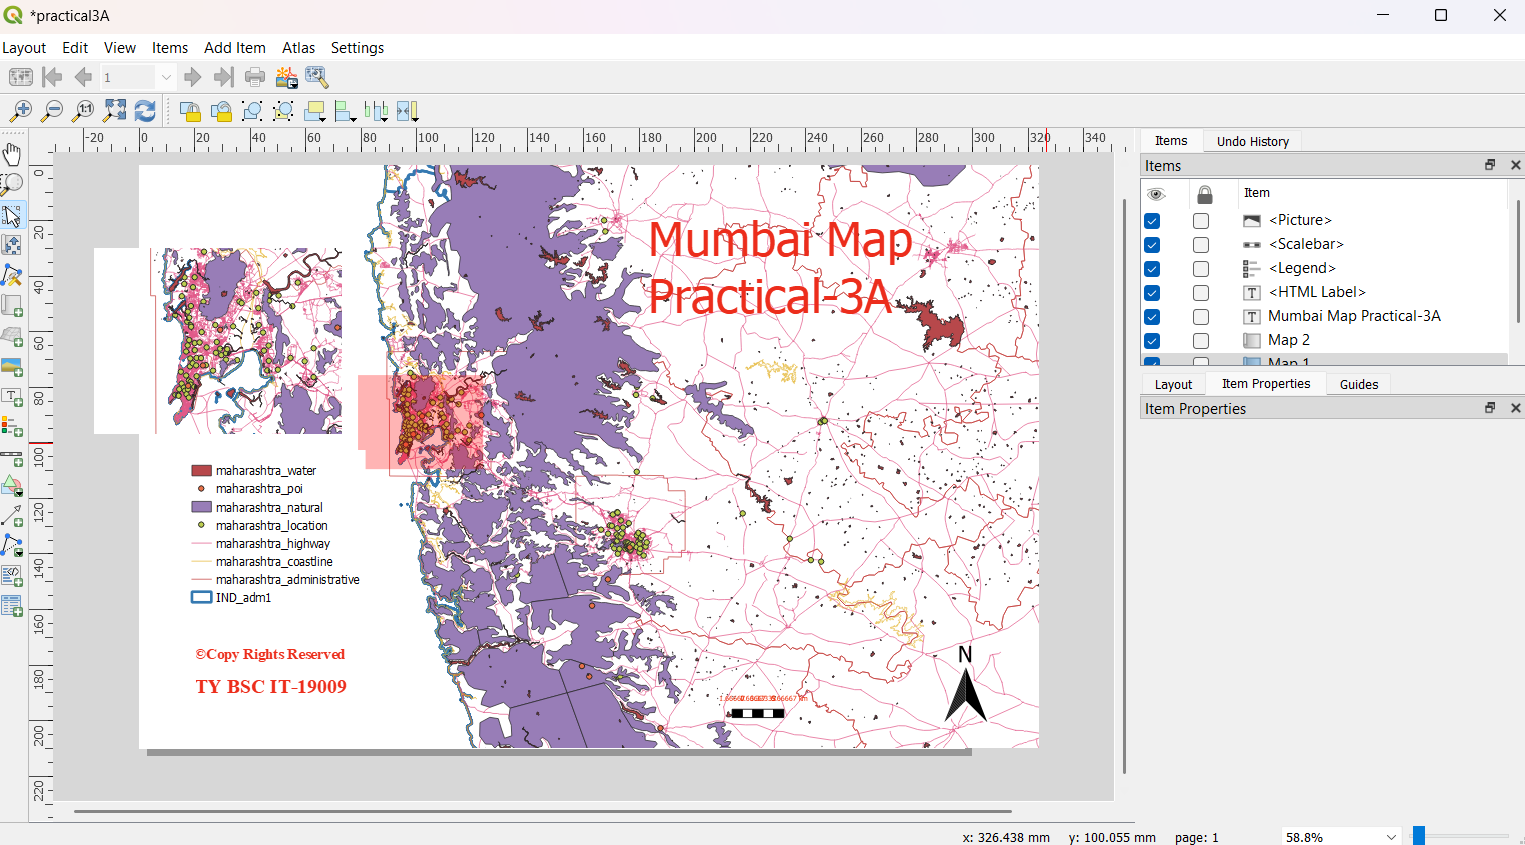 *practical3A
Layout Edit View Items Add Item Atlas Settings
1
-20 0 20 40 60 80 100 120 140 160 180 200 220 240 260 280 300 320 340
0
20
40
60
80
100
120
140
160
180
200
220
Mumbai Map
Practical-3A
maharashtra_water
maharashtra_poi
maharashtra_natural
maharashtra_location
maharashtra_highway
maharashtra_coastline
maharashtra_administrative
IND_adm1
©Copy Rights Reserved
TY BSC IT-19009
N
Items Undo History
Items
Item
<Picture>
<Scalebar>
<Legend>
<HTML Label>
Mumbai Map Practical-3A
Map 2
Map 1
Layout Item Properties Guides
Item Properties
x: 326.438 mm y: 100.055 mm page: 1 58.8%